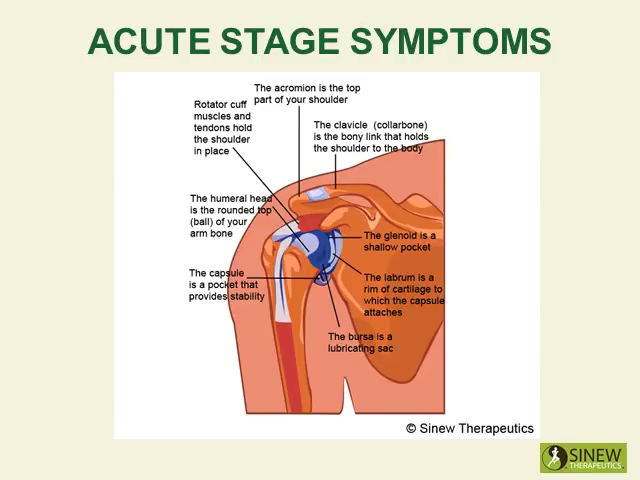 ACUTE STAGE SYMPTOMS
The acromion is the top
part of your shoulder
Rotator cuff
muscles and
tendons hold
the shoulder
in place
The clavicle (collarbone)
is the bony link that holds
the shoulder to the body
The humeral head
is the rounded top
(ball) of your
arm bone
The glenoid is a
shallow pocket
The capsule
is a pocket that
provides stability
The labrum is a
rim of cartilage to
which the capsule
attaches
The bursa is a
lubricating sac
© Sinew Therapeutics
SINEW
THERAPEUTICS